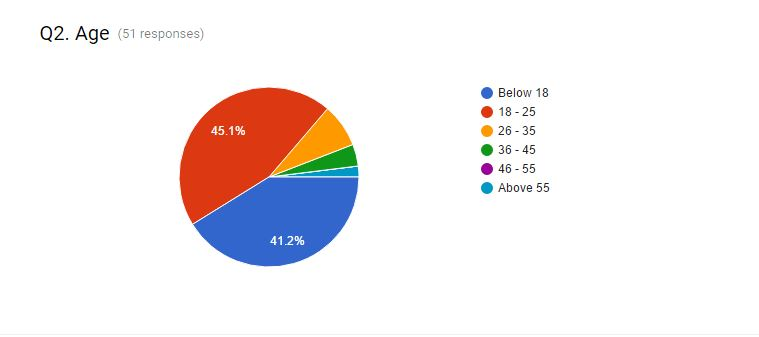 Q2. Age (51 responses)
45.1%
41.2%
Below 18
18 - 25
26 - 35
36 - 45
46 - 55
Above 55